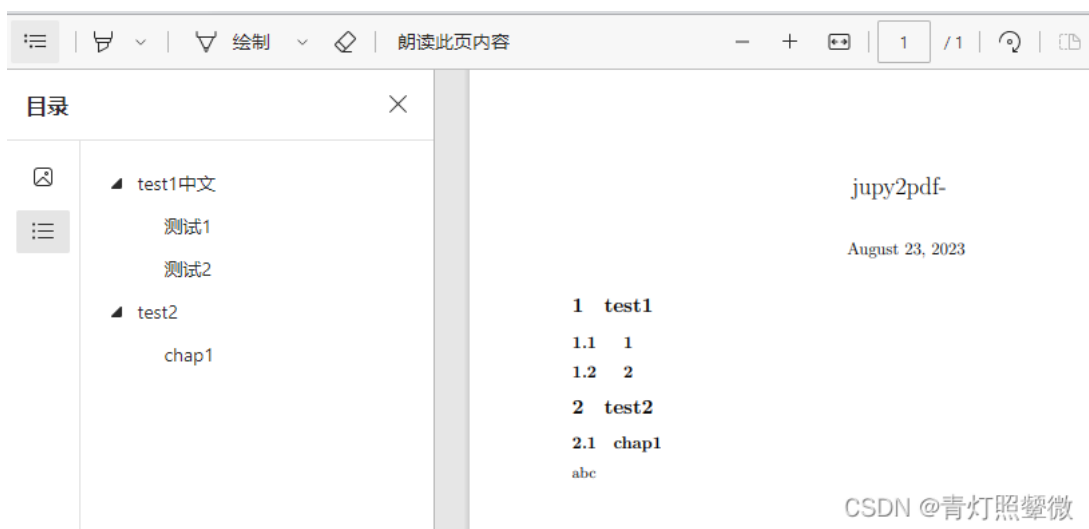 绘制 朗读此页内容 1 / 1
目录
test1中文
测试1
测试2
test2
chap1
jupy2pdf-
August 23, 2023
1 test1
1.1 1
1.2 2
2 test2
2.1 chap1
abc
CSDN @青灯照颦微